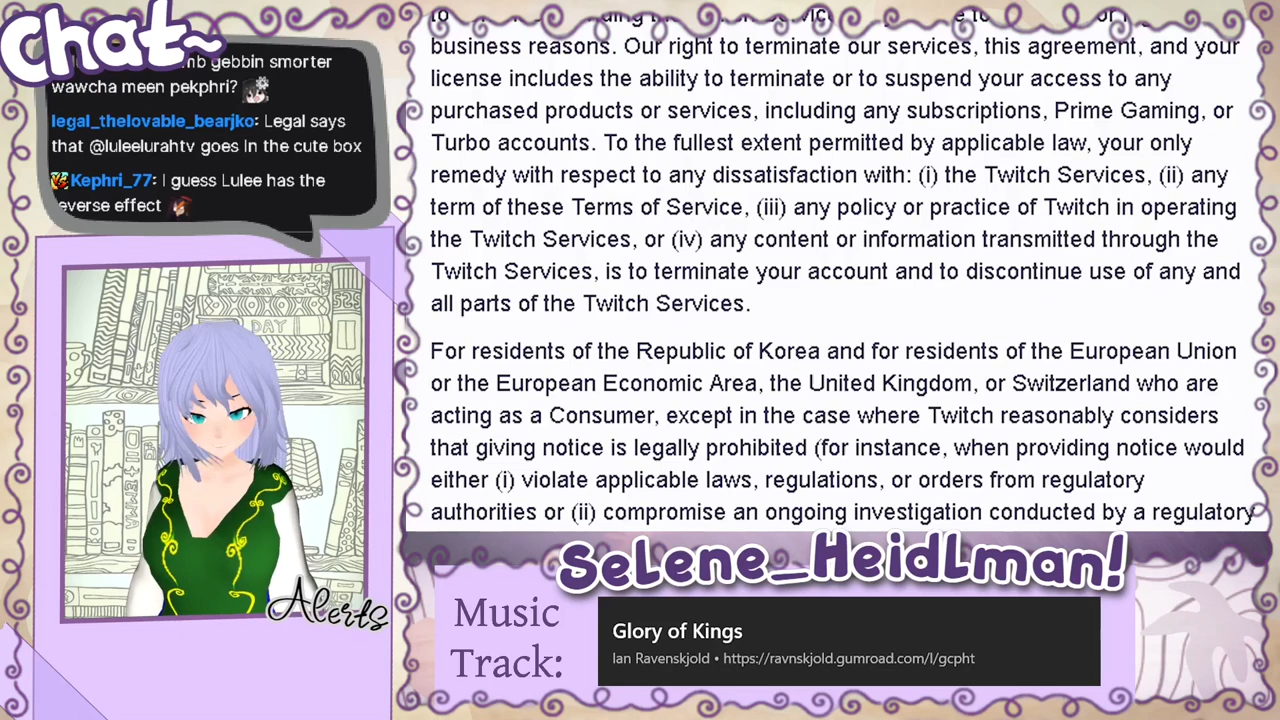 Chat~
gebbin smorter
wawcha meen pekphri?
legal_thelovable_bearjko: Legal says
that @luleelurahtv goes in the cute box
Kephri_77: I guess Lulee has the
everse effect
DAY
EMMA
Alerts
business reasons. Our right to terminate our services, this agreement, and your
license includes the ability to terminate or to suspend your access to any
purchased products or services, including any subscriptions, Prime Gaming, or
Turbo accounts. To the fullest extent permitted by applicable law, your only
remedy with respect to any dissatisfaction with: (i) the Twitch Services, (ii) any
term of these Terms of Service, (iii) any policy or practice of Twitch in operating
the Twitch Services, or (iv) any content or information transmitted through the
Twitch Services, is to terminate your account and to discontinue use of any and
all parts of the Twitch Services.
For residents of the Republic of Korea and for residents of the European Union
or the European Economic Area, the United Kingdom, or Switzerland who are
acting as a Consumer, except in the case where Twitch reasonably considers
that giving notice is legally prohibited (for instance, when providing notice would
either (i) violate applicable laws, regulations, or orders from regulatory
authorities or (ii) compromise an ongoing investigation conducted by a regulatory
Selene_Heidlman!
Music
Track:
Glory of Kings
Ian Ravenskjold • https://ravnskjold.gumroad.com/l/gcpht